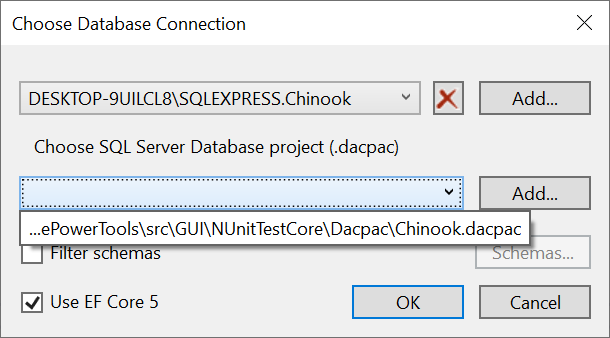 Choose Database Connection
DESKTOP-9UILCL8\SQLEXPRESS.Chinook
Add...
Choose SQL Server Database project (.dacpac)
Add...
...ePowerTools\src\GUI\NUnitTestCore\Dacpac\Chinook.dacpac
Filter schemas
Schemas...
Use EF Core 5
OK
Cancel